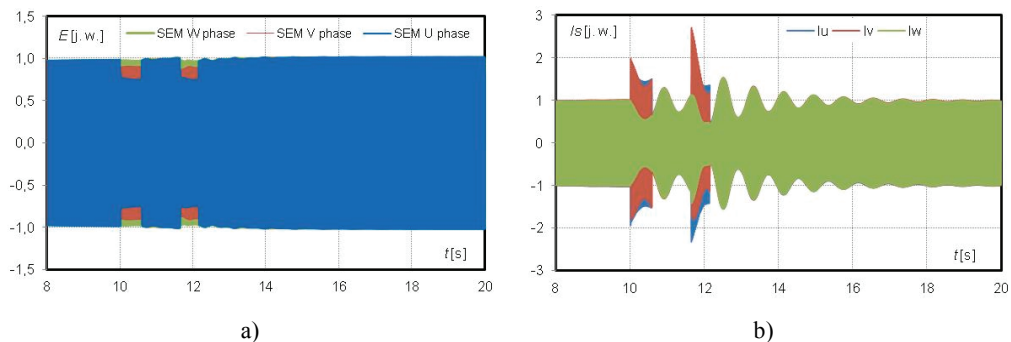 E [j. w.]
SEM W phase SEM V phase SEM U phase
1,5
1,0
0,5
0,0
-0,5
-1,0
-1,5
t [s]
8 10 12 14 16 18 20
a)
Is [j. w.]
Iu Iv Iw
3
2
1
0
-1
-2
-3
t [s]
8 10 12 14 16 18 20
b)